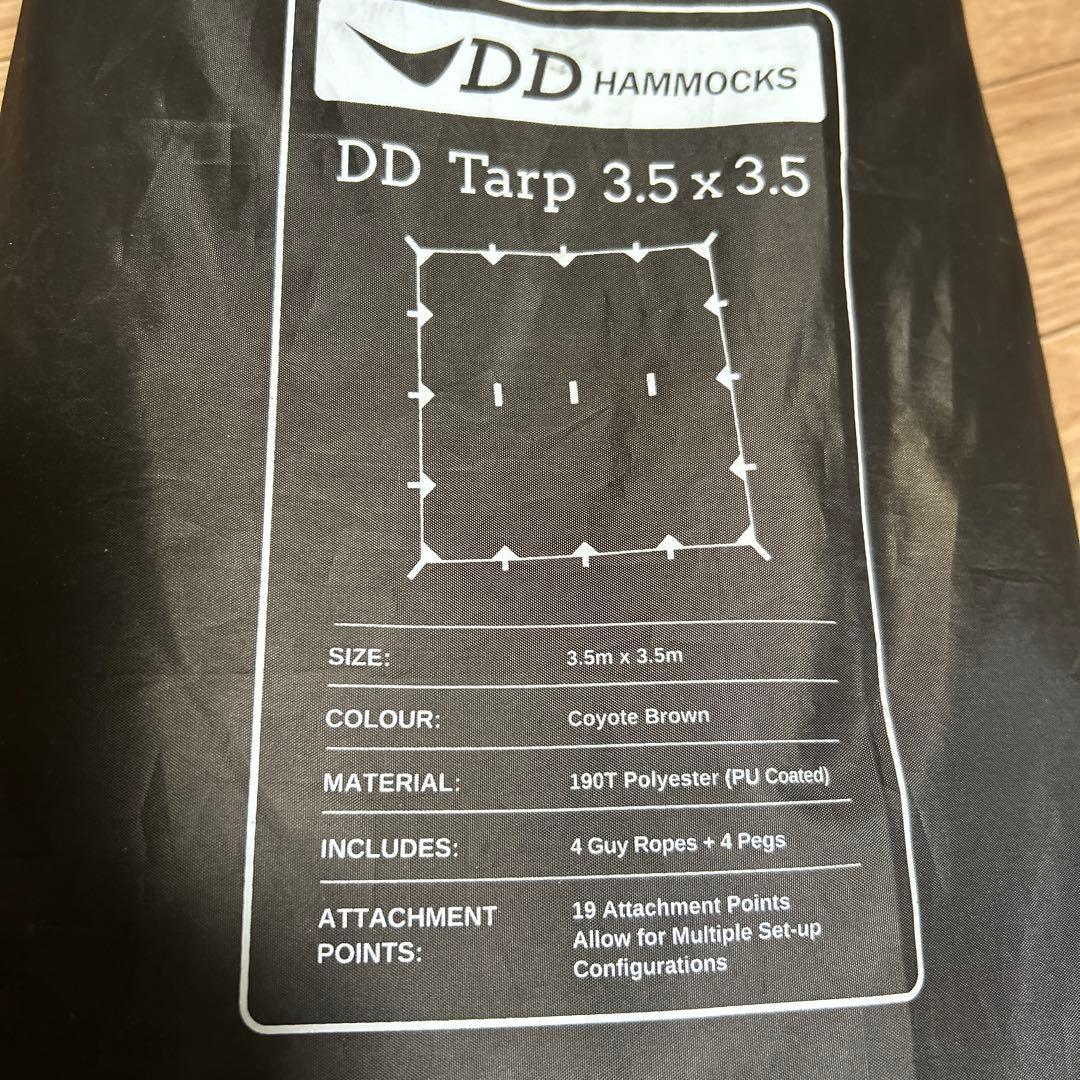 DD HAMMOCKS
DD Tarp 3.5 x 3.5
SIZE: 3.5m x 3.5m
COLOUR: Coyote Brown
MATERIAL: 190T Polyester (PU Coated)
INCLUDES: 4 Guy Ropes + 4 Pegs
ATTACHMENT POINTS: 19 Attachment Points
Allow for Multiple Set-up
Configurations